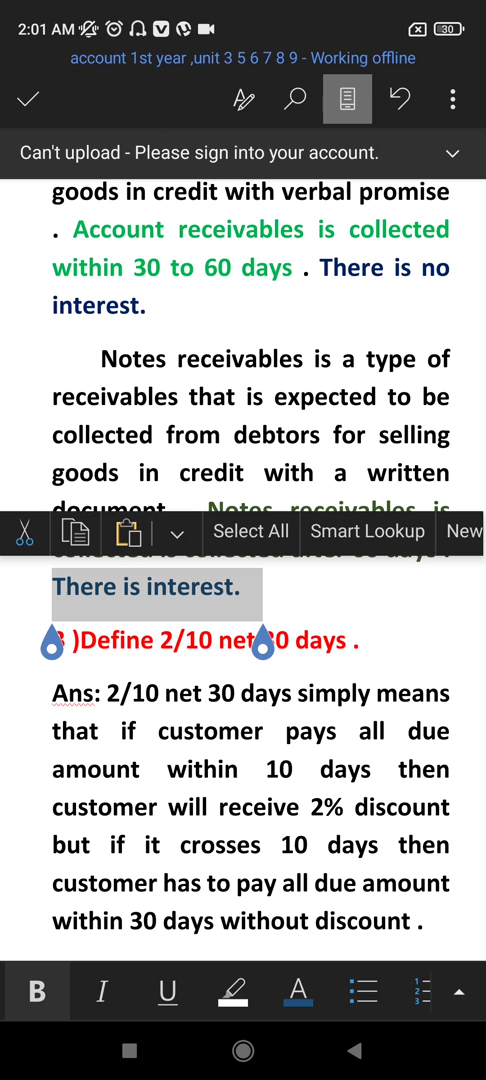 2:01 AM
30
account 1st year ,unit 3 5 6 7 8 9 - Working offline
Can't upload - Please sign into your account.
goods in credit with verbal promise
. Account receivables is collected
within 30 to 60 days . There is no
interest.
Notes receivables is a type of
receivables that is expected to be
collected from debtors for selling
goods in credit with a written
document. Notes receivables is
Select All Smart Lookup New
There is interest.
)Define 2/10 net 30 days .
Ans: 2/10 net 30 days simply means
that if customer pays all due
amount within 10 days then
customer will receive 2% discount
but if it crosses 10 days then
customer has to pay all due amount
within 30 days without discount .
B I U A